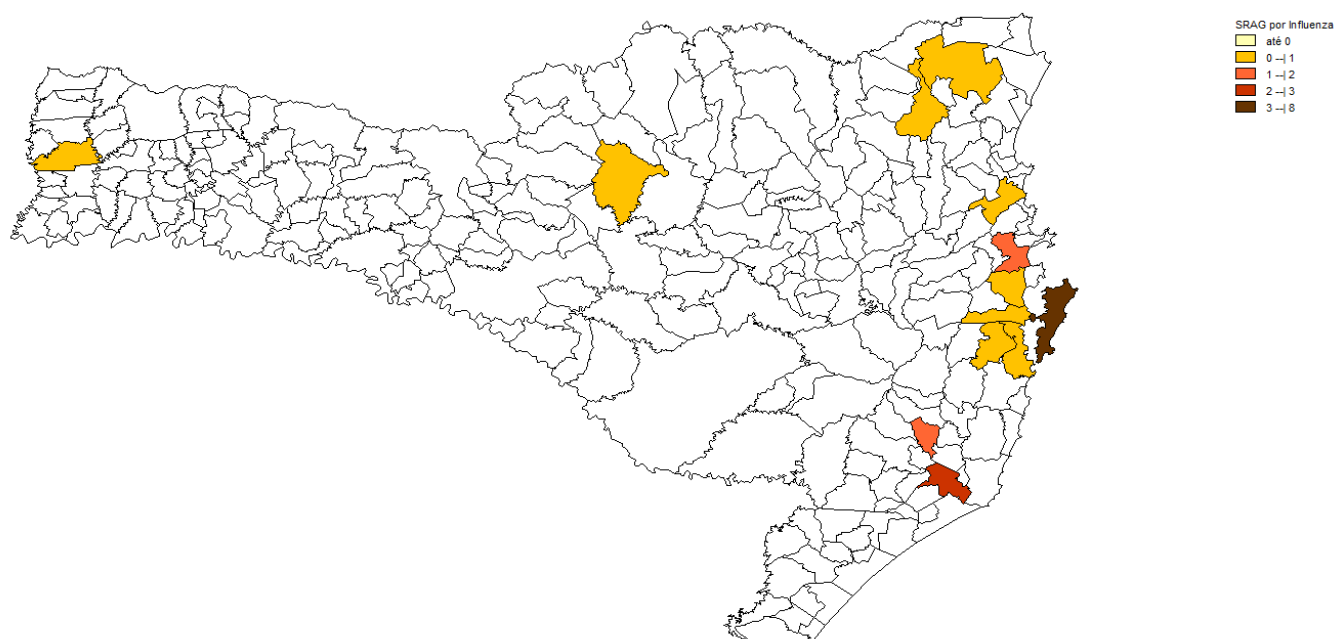 SRAG por Influenza
até 0
0 --| 1
1 --| 2
2 --| 3
3 --| 8